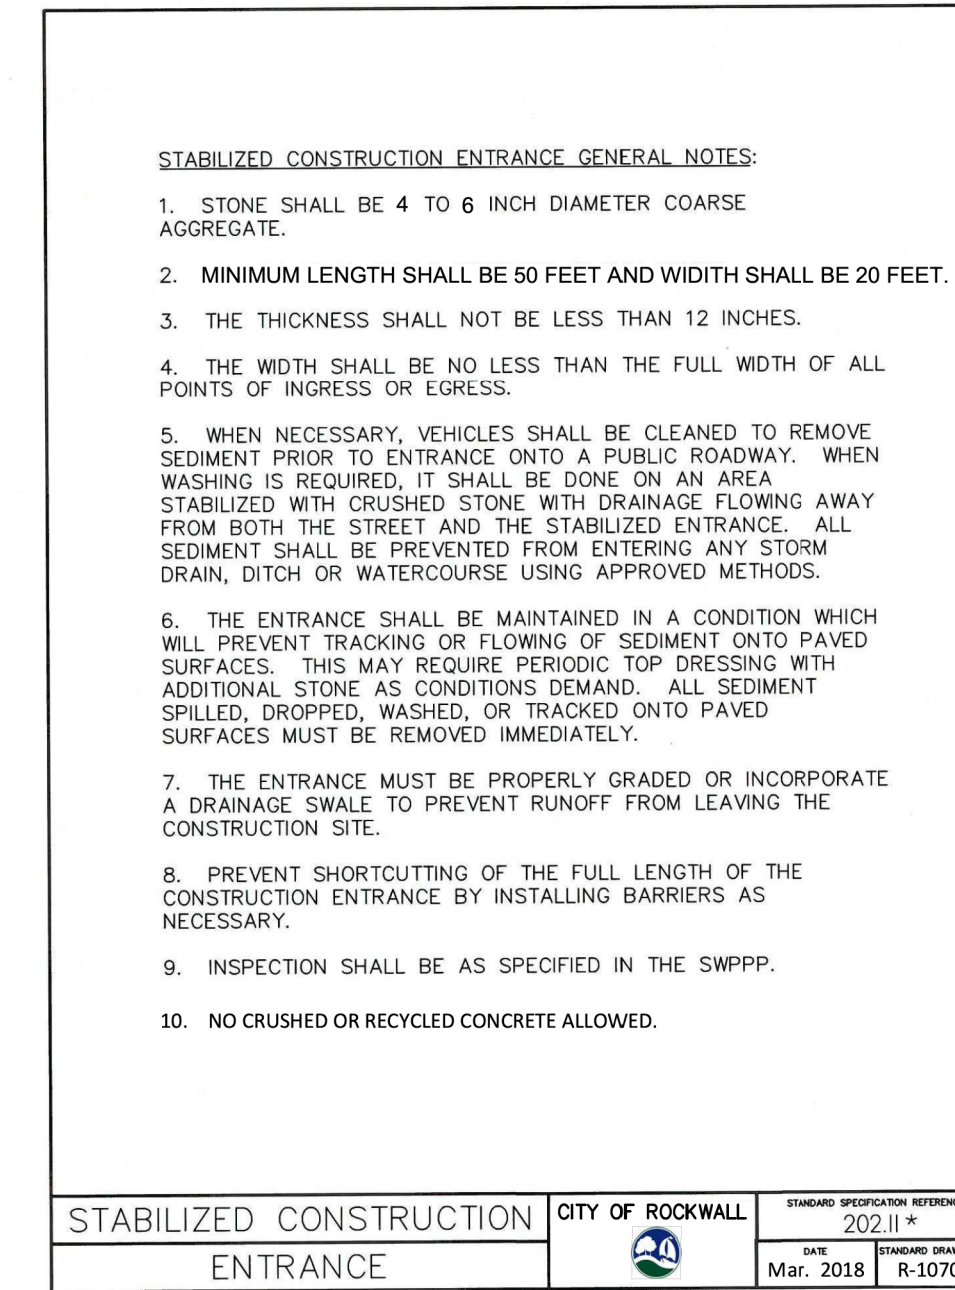 STABILIZED CONSTRUCTION ENTRANCE GENERAL NOTES:
1. STONE SHALL BE 4 TO 6 INCH DIAMETER COARSE
AGGREGATE.
2. MINIMUM LENGTH SHALL BE 50 FEET AND WIDITH SHALL BE 20 FEET.
3. THE THICKNESS SHALL NOT BE LESS THAN 12 INCHES.
4. THE WIDTH SHALL BE NO LESS THAN THE FULL WIDTH OF ALL
POINTS OF INGRESS OR EGRESS.
5. WHEN NECESSARY, VEHICLES SHALL BE CLEANED TO REMOVE
SEDIMENT PRIOR TO ENTRANCE ONTO A PUBLIC ROADWAY. WHEN
WASHING IS REQUIRED, IT SHALL BE DONE ON AN AREA
STABILIZED WITH CRUSHED STONE WITH DRAINAGE FLOWING AWAY
FROM BOTH THE STREET AND THE STABILIZED ENTRANCE. ALL
SEDIMENT SHALL BE PREVENTED FROM ENTERING ANY STORM
DRAIN, DITCH OR WATERCOURSE USING APPROVED METHODS.
6. THE ENTRANCE SHALL BE MAINTAINED IN A CONDITION WHICH
WILL PREVENT TRACKING OR FLOWING OF SEDIMENT ONTO PAVED
SURFACES. THIS MAY REQUIRE PERIODIC TOP DRESSING WITH
ADDITIONAL STONE AS CONDITIONS DEMAND. ALL SEDIMENT
SPILLED, DROPPED, WASHED, OR TRACKED ONTO PAVED
SURFACES MUST BE REMOVED IMMEDIATELY.
7. THE ENTRANCE MUST BE PROPERLY GRADED OR INCORPORATE
A DRAINAGE SWALE TO PREVENT RUNOFF FROM LEAVING THE
CONSTRUCTION SITE.
8. PREVENT SHORTCUTTING OF THE FULL LENGTH OF THE
CONSTRUCTION ENTRANCE BY INSTALLING BARRIERS AS
NECESSARY.
9. INSPECTION SHALL BE AS SPECIFIED IN THE SWPPP.
10. NO CRUSHED OR RECYCLED CONCRETE ALLOWED.
STABILIZED CONSTRUCTION
ENTRANCE
CITY OF ROCKWALL
STANDARD SPECIFICATION
202.II *
DATE
Mar. 2018
STANDARD
R-1070